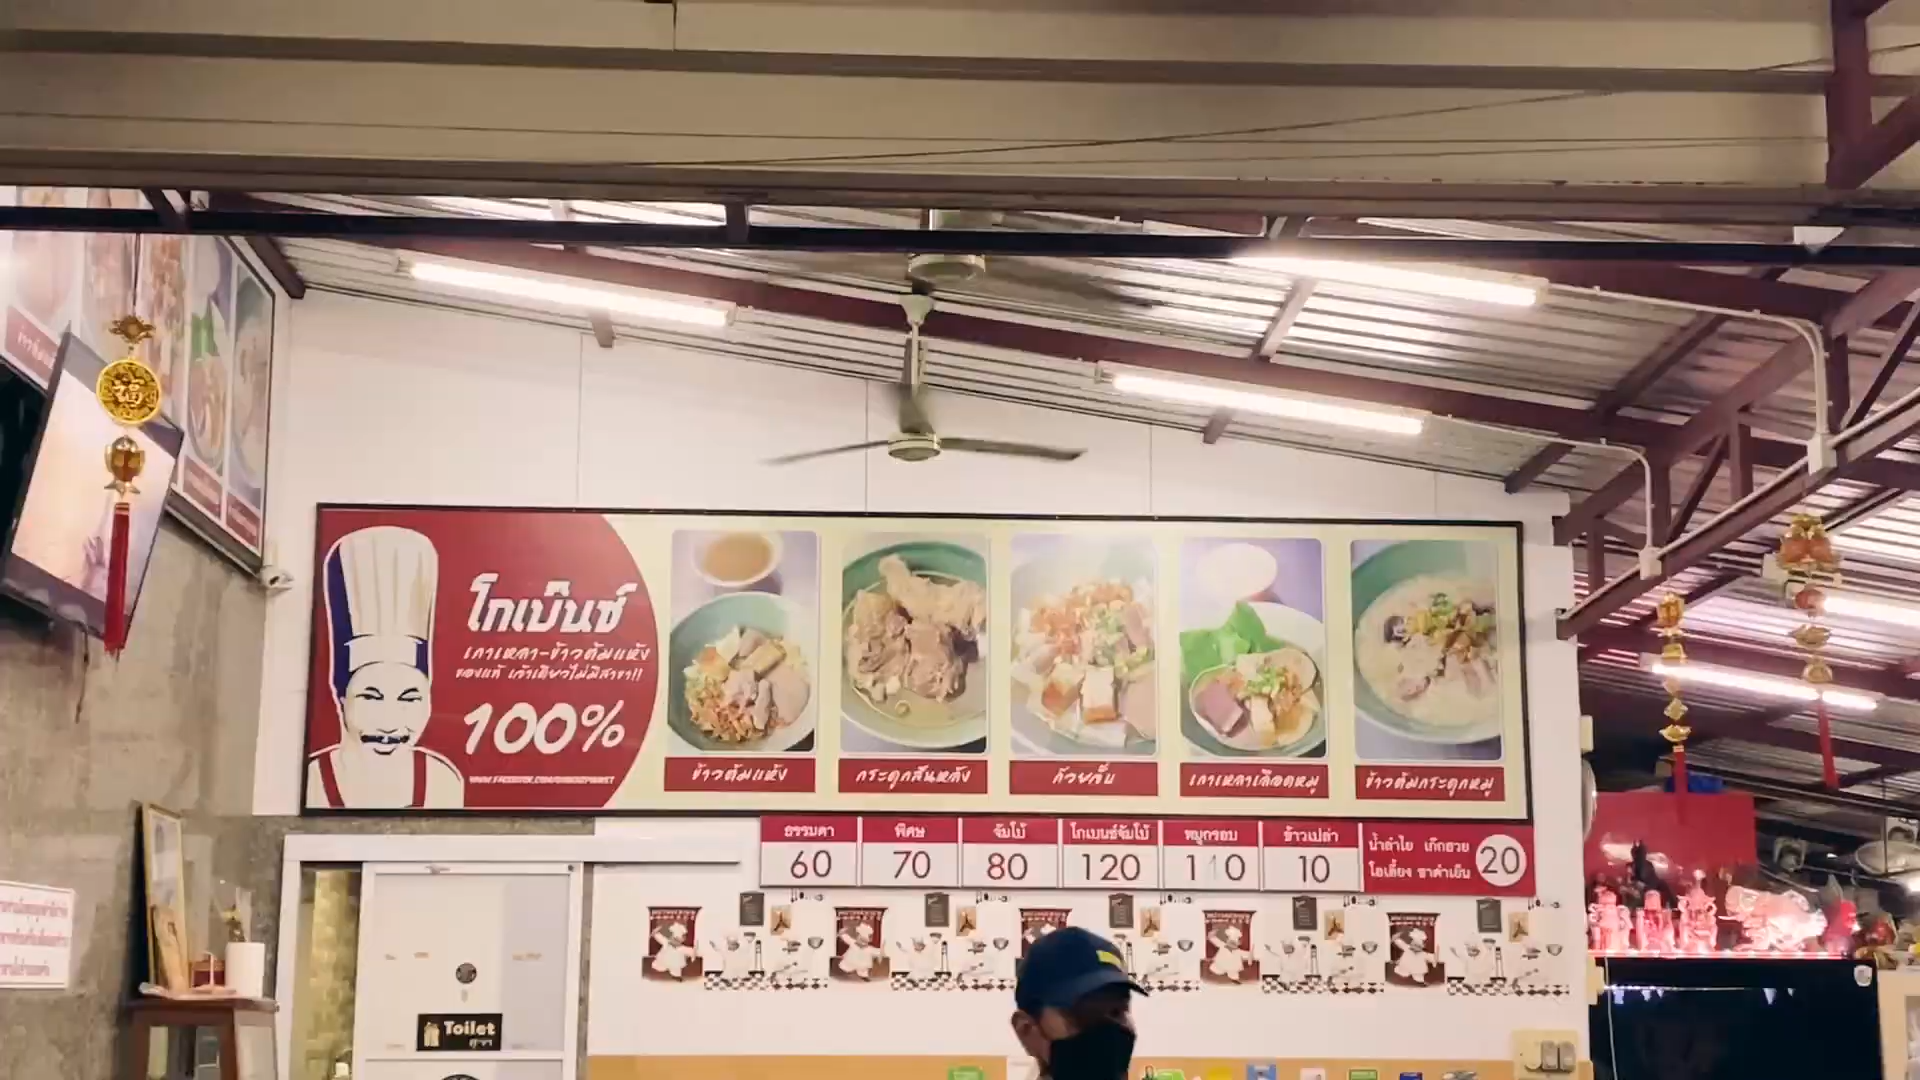 โกเบ๊นซ์
เกาเหลา-ข้าวต้มแห้ง
ของแท้ เจ้าเดียวไม่มีสาขา!!
100%
ข้าวต้มแห้ง
กระดูกสันหลัง
ก๋วยจั๊บ
เกาเหลาเลือดหมู
ข้าวต้มกระดูกหมู
ธรรมดา พิเศษ จัมโบ้ โกเบนซ์จัมโบ้ หมูกรอบ ข้าวเปล่า
60 70 80 120 110 10
น้ำลำไย เก๊กฮวย
โอเลี้ยง ชาดำเย็น
20
福
Toilet
สุขา